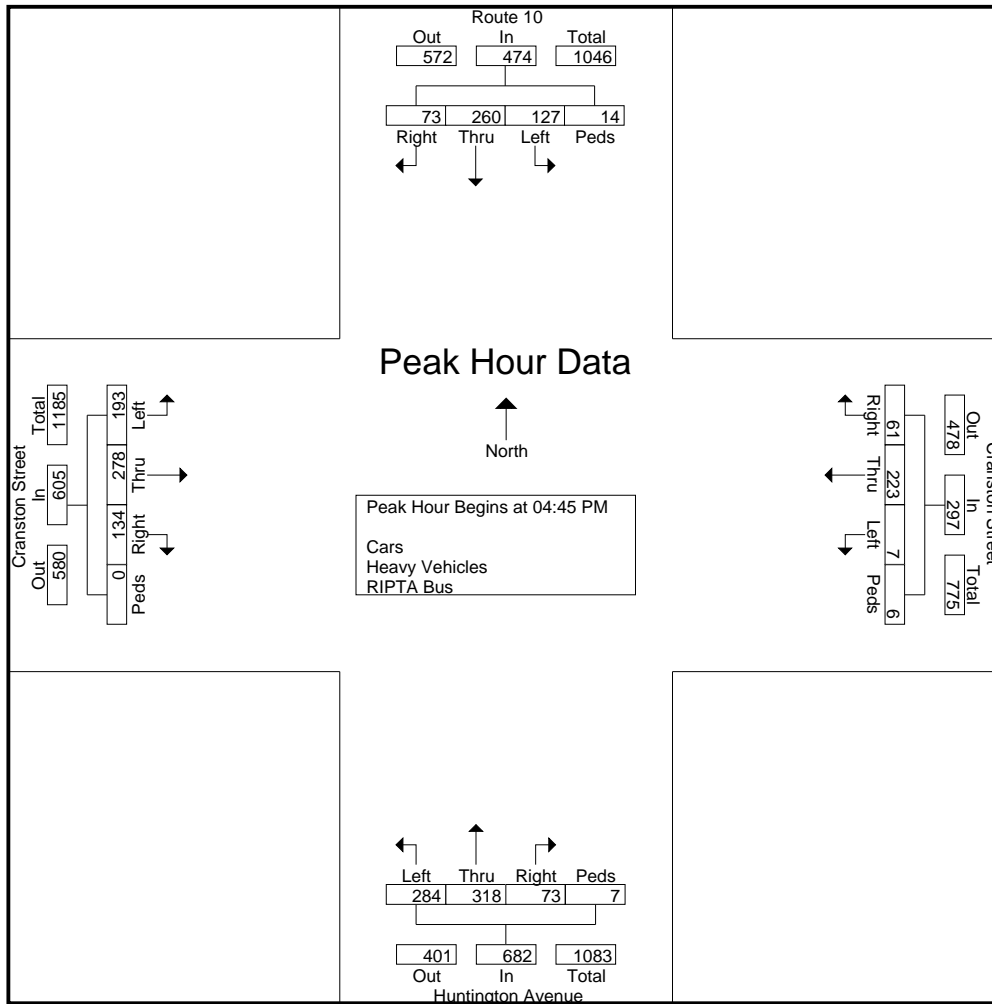 Route 10
Out In Total
572 474 1046
73 260 127 14
Right Thru Left Peds
Peak Hour Data
North
Peak Hour Begins at 04:45 PM
Cars
Heavy Vehicles
RIPTA Bus
Cranston Street
Out In Total
580 605 1185
Left Thru Right Peds
193 278 134 0
Cranston Street
Out In Total
478 297 775
61 223 7 6
Right Thru Left Peds
Left Thru Right Peds
284 318 73 7
401 682 1083
Out In Total
Huntington Avenue